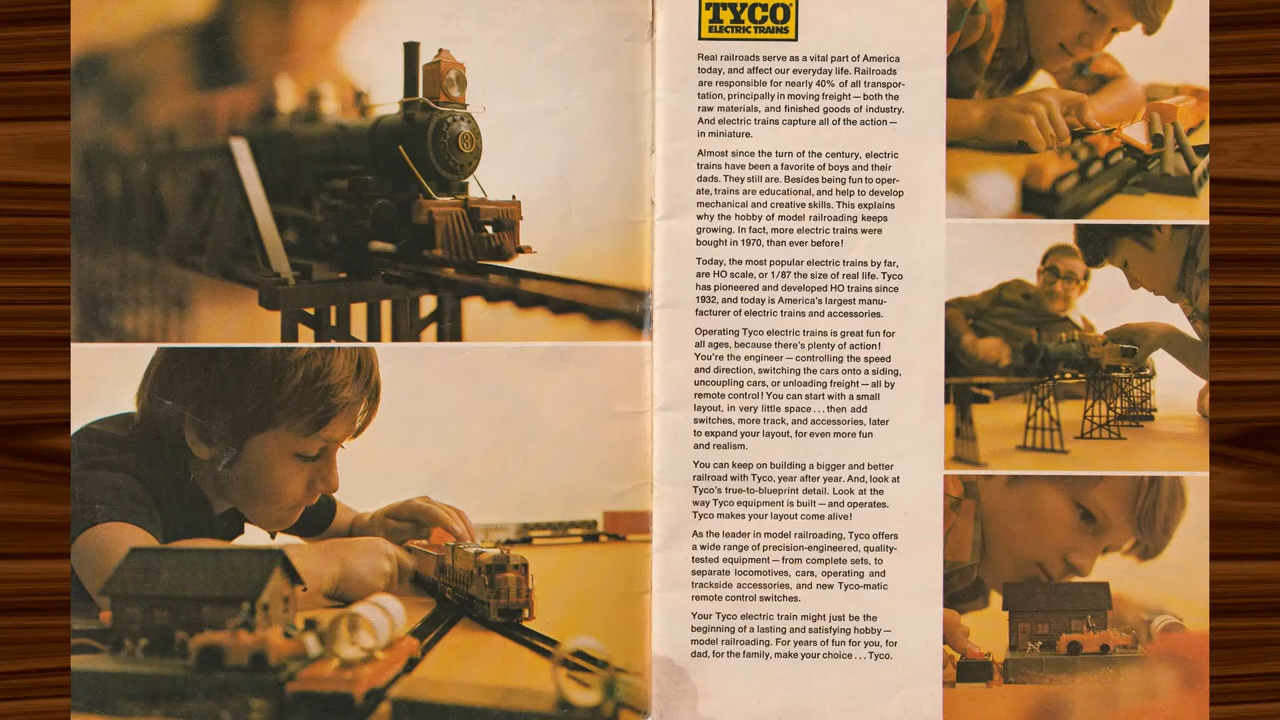 TYCO
ELECTRIC TRAINS
Real railroads serve as a vital part of America
today, and affect our everyday life. Railroads
are responsible for nearly 40% of all transpor-
tation, principally in moving freight — both the
raw materials, and finished goods of industry.
And electric trains capture all of the action —
in miniature.
Almost since the turn of the century, electric
trains have been a favorite of boys and their
dads. They still are. Besides being fun to oper-
ate, trains are educational, and help to develop
mechanical and creative skills. This explains
why the hobby of model railroading keeps
growing. In fact, more electric trains were
bought in 1970, than ever before!
Today, the most popular electric trains by far,
are HO scale, or 1/87 the size of real life. Tyco
has pioneered and developed HO trains since
1932, and today is America's largest manu-
facturer of electric trains and accessories.
Operating Tyco electric trains is great fun for
all ages, because there's plenty of action!
You're the engineer — controlling the speed
and direction, switching the cars onto a siding,
uncoupling cars, or unloading freight — all by
remote control! You can start with a small
layout, in very little space ... then add
switches, more track, and accessories, later
to expand your layout, for even more fun
and realism.
You can keep on building a bigger and better
railroad with Tyco, year after year. And, look at
Tyco's true-to-blueprint detail. Look at the
way Tyco equipment is built — and operates.
Tyco makes your layout come alive!
As the leader in model railroading, Tyco offers
a wide range of precision-engineered, quality-
tested equipment — from complete sets, to
separate locomotives, cars, operating and
trackside accessories, and new Tyco-matic
remote control switches.
Your Tyco electric train might just be the
beginning of a lasting and satisfying hobby —
model railroading. For years of fun for you, for
dad, for the family, make your choice ... Tyco.
3